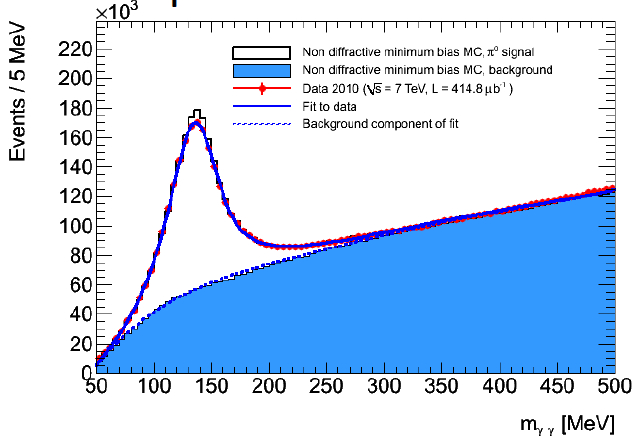 ×10³
Events / 5 MeV
220
200
180
160
140
120
100
80
60
40
20
0
Non diffractive minimum bias MC, π⁰ signal
Non diffractive minimum bias MC, background
Data 2010 (√s = 7 TeV, L = 414.8 μb⁻¹ )
Fit to data
Background component of fit
50 100 150 200 250 300 350 400 450 500
m_γγ [MeV]